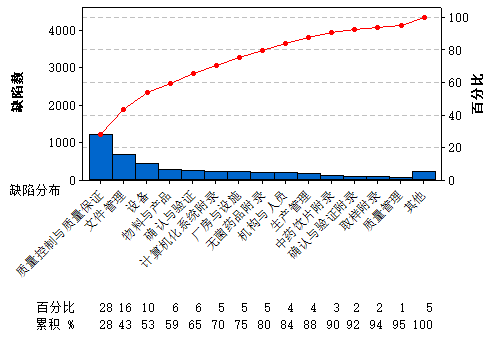 4000
3000
2000
1000
0
缺陷数
100
80
60
40
20
0
百分比
缺陷分布
质量控制与质量保证
文件管理
设备
物料与产品
确认与验证
计算机化系统附录
厂房与设施
无菌药品附录
机构与人员
生产管理
中药饮片附录
确认与验证附录
取样附录
质量管理
其他
百分比 28 16 10 6 6 5 5 5 4 4 3 2 2 1 5
累积 % 28 43 53 59 65 70 75 80 84 88 90 92 94 95 100